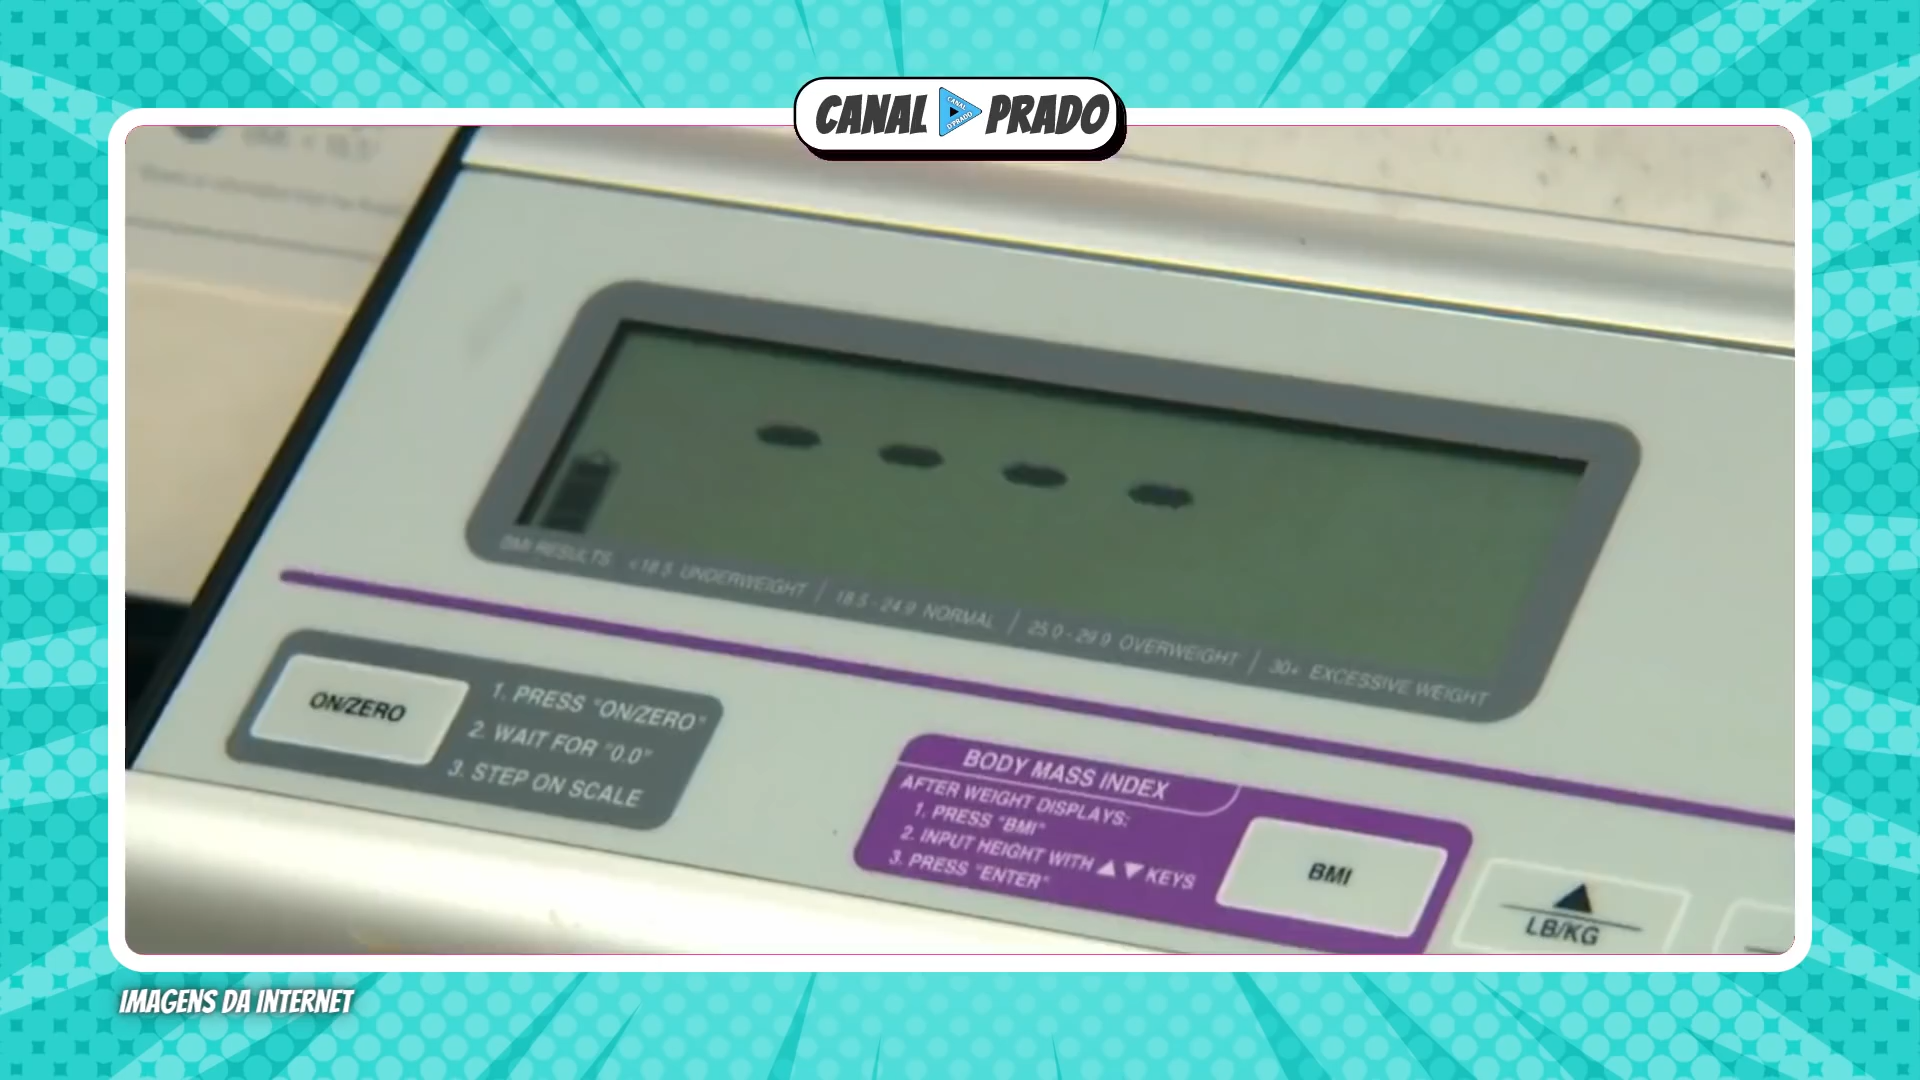 CANAL PRADO
CANAL
O PRADO
BMI RESULTS: <18.5 UNDERWEIGHT | 18.5 - 24.9 NORMAL | 25.0 - 29.9 OVERWEIGHT | 30+ EXCESSIVE WEIGHT
ON/ZERO
1. PRESS "ON/ZERO"
2. WAIT FOR "0.0"
3. STEP ON SCALE
BODY MASS INDEX
AFTER WEIGHT DISPLAYS:
1. PRESS "BMI"
2. INPUT HEIGHT WITH ▲ ▼ KEYS
3. PRESS "ENTER"
BMI
▲
LB/KG
IMAGENS DA INTERNET